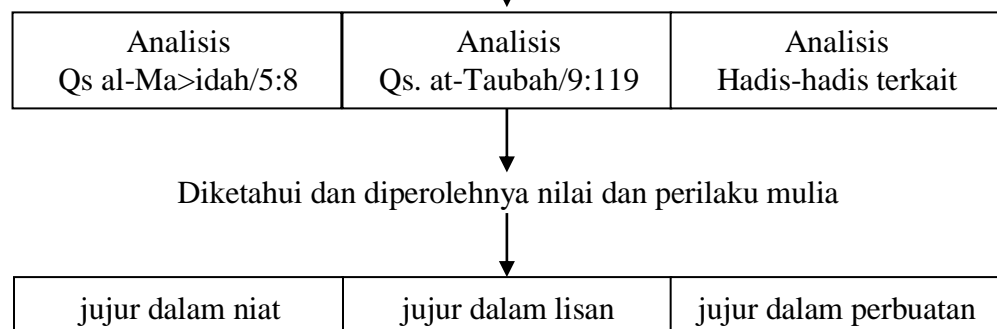 Analisis
Qs al-Ma>idah/5:8
Analisis
Qs. at-Taubah/9:119
Analisis
Hadis-hadis terkait
Diketahui dan diperolehnya nilai dan perilaku mulia
jujur dalam niat
jujur dalam lisan
jujur dalam perbuatan